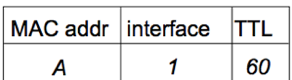 MAC addr interface TTL
A 1 60